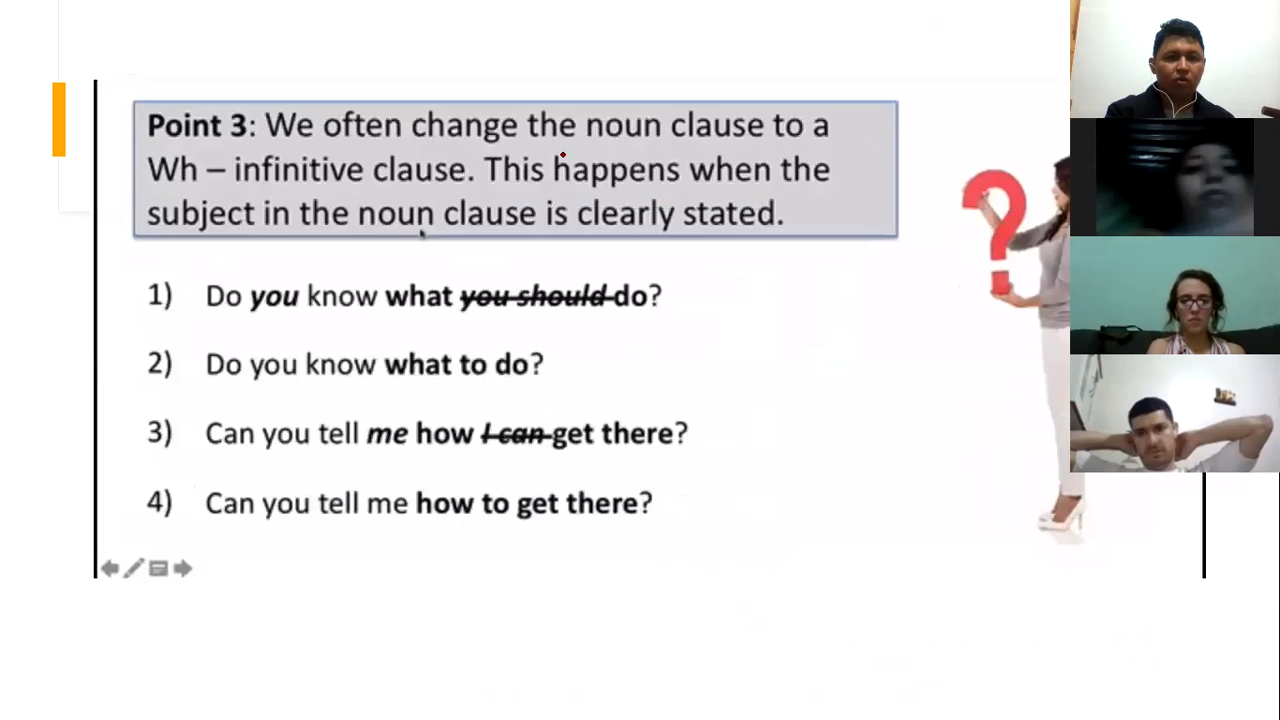 Point 3: We often change the noun clause to a
Wh – infinitive clause. This happens when the
subject in the noun clause is clearly stated.
1) Do you know what you should do?
2) Do you know what to do?
3) Can you tell me how I can get there?
4) Can you tell me how to get there?